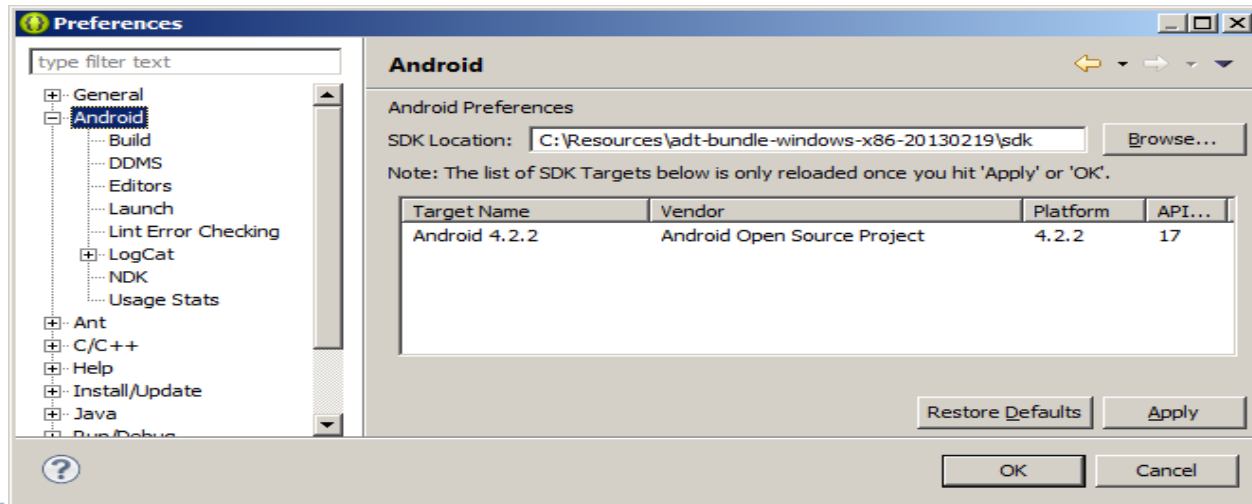 Preferences
type filter text
General
Android
Build
DDMS
Editors
Launch
Lint Error Checking
LogCat
NDK
Usage Stats
Ant
C/C++
Help
Install/Update
Java
Run/Debug
Android
Android Preferences
SDK Location: C:\Resources\adt-bundle-windows-x86-20130219\sdk Browse...
Note: The list of SDK Targets below is only reloaded once you hit 'Apply' or 'OK'.
Target Name Vendor Platform API...
Android 4.2.2 Android Open Source Project 4.2.2 17
Restore Defaults Apply
OK Cancel